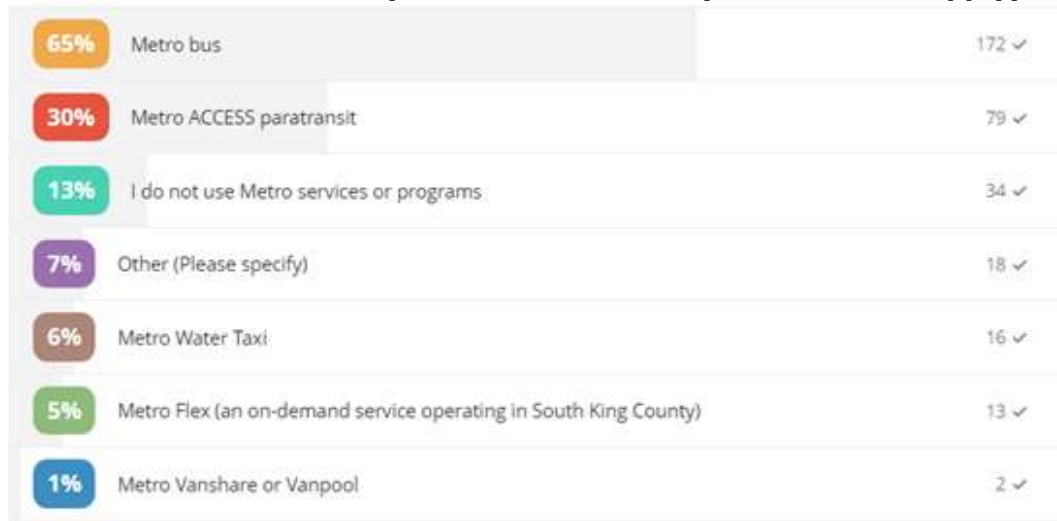 65% Metro bus 172 ✓
30% Metro ACCESS paratransit 79 ✓
13% I do not use Metro services or programs 34 ✓
7% Other (Please specify) 18 ✓
6% Metro Water Taxi 16 ✓
5% Metro Flex (an on-demand service operating in South King County) 13 ✓
1% Metro Vanshare or Vanpool 2 ✓